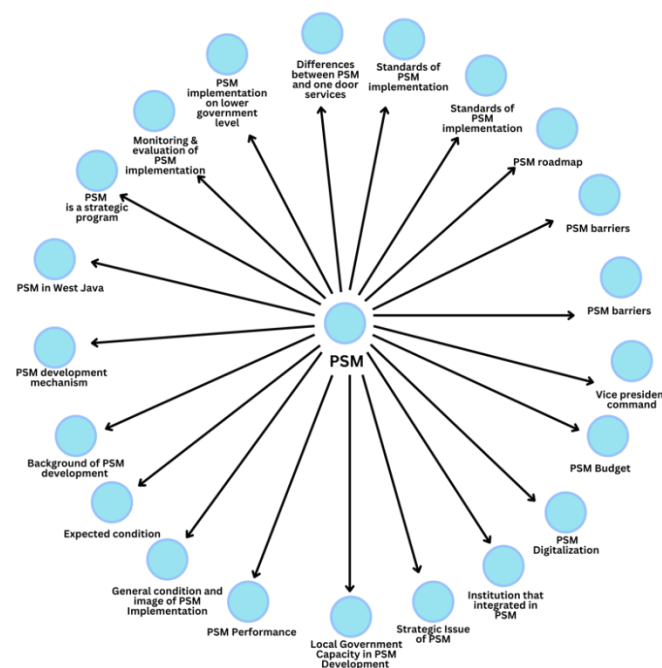 Differences
between PSM
and one door
services
Standards of
PSM
implementation
Standards of
PSM
implementation
PSM roadmap
PSM barriers
PSM barriers
Vice presiden
command
PSM Budget
PSM
Digitalization
Institution that
integrated in
PSM
Strategic Issue
of PSM
Local Government
Capacity in PSM
Development
PSM Performance
General condition and
image of PSM
Implementation
Expected condition
Background of PSM
development
PSM development
mechanism
PSM in West Java
PSM
is a strategic
program
Monitoring &
evaluation of
PSM
implementation
PSM
implementation
on lower
government
level
PSM